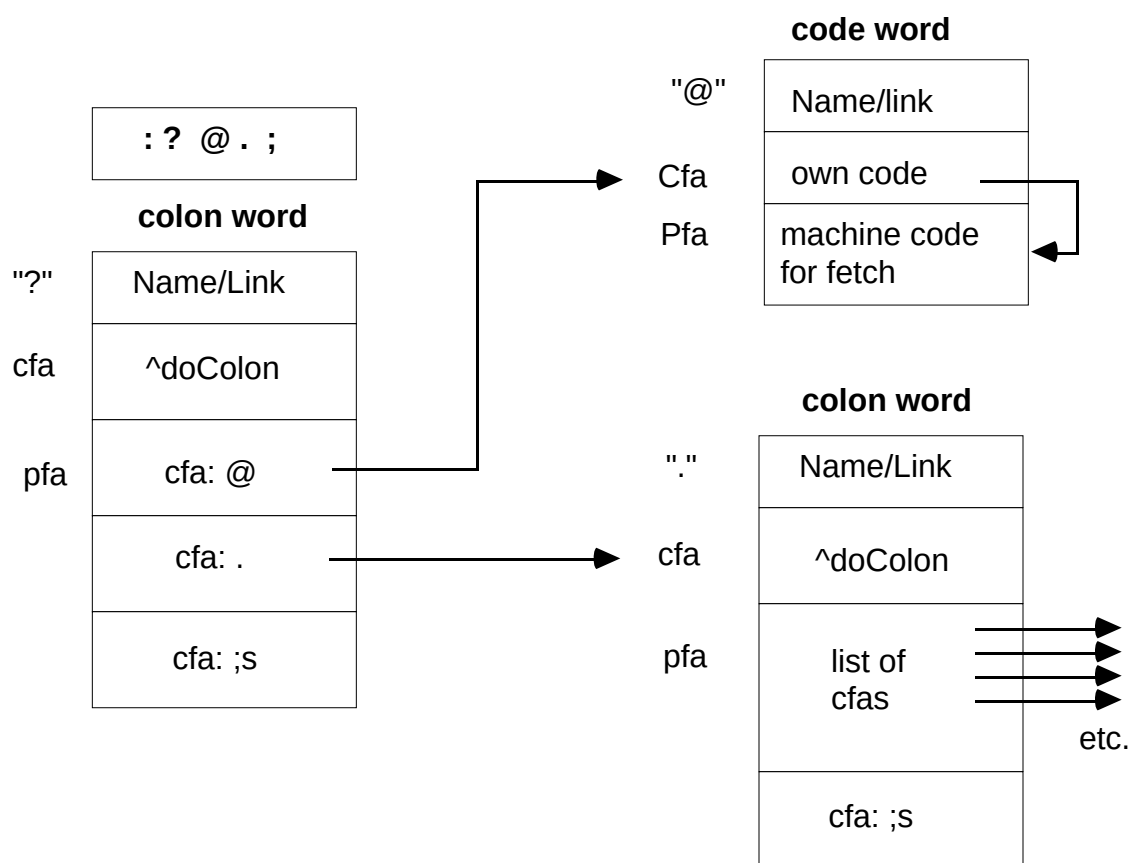 : ? @ . ;
colon word
"?"
Name/Link
cfa
^doColon
pfa
cfa: @
cfa: .
cfa: ;s
code word
"@"
Name/link
Cfa
own code
Pfa
machine code
for fetch
colon word
"."
Name/Link
cfa
^doColon
pfa
list of
cfas
etc.
cfa: ;s